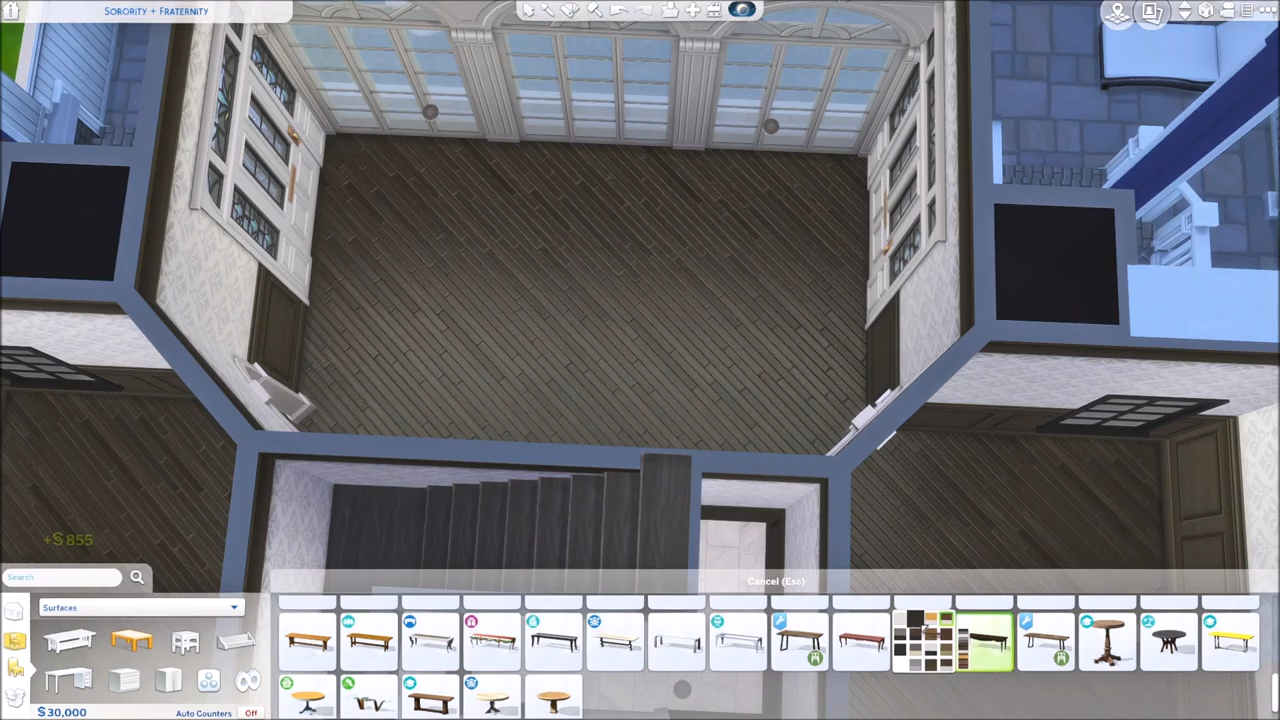 Sorority + Fraternity
+§855
Cancel (Esc)
Search
Surfaces
§30,000
Auto Counters
Off